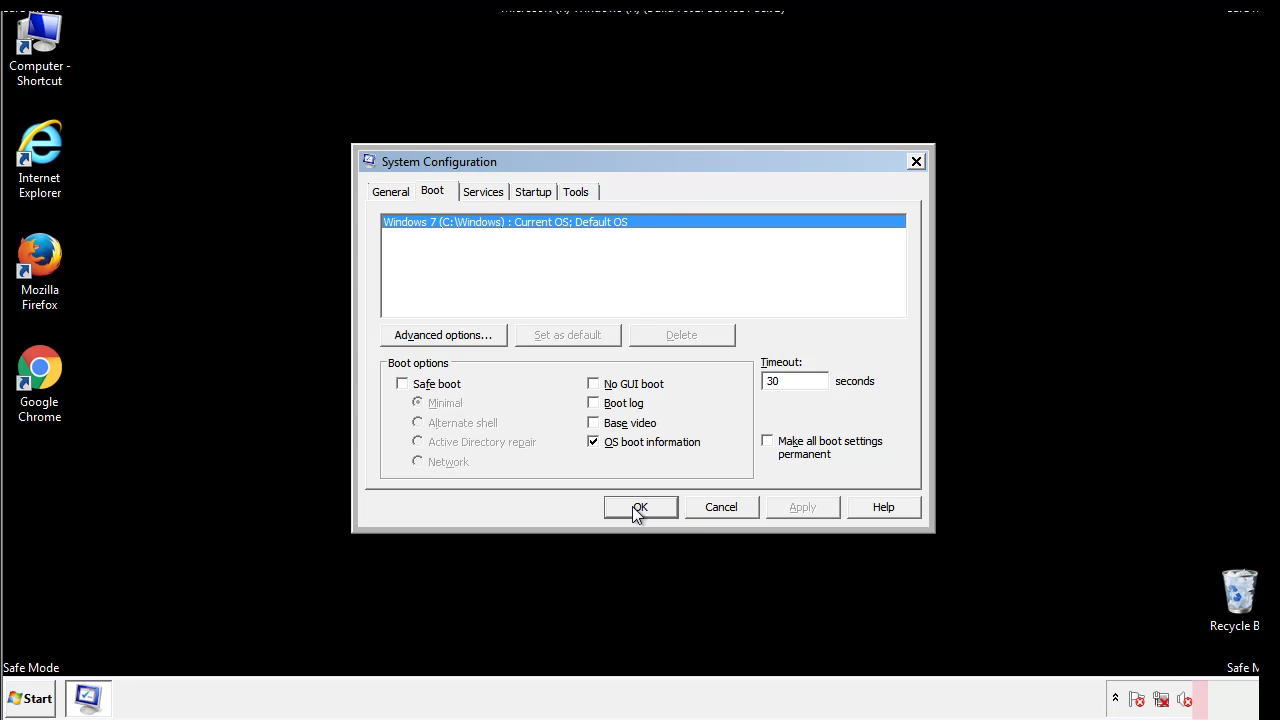 Computer -
Shortcut
Internet
Explorer
Mozilla
Firefox
Google
Chrome
System Configuration
General
Boot
Services
Startup
Tools
Windows 7 (C:\Windows) : Current OS; Default OS
Advanced options...
Set as default
Delete
Boot options
Safe boot
Minimal
Alternate shell
Active Directory repair
Network
No GUI boot
Boot log
Base video
OS boot information
Timeout:
30
seconds
Make all boot settings
permanent
OK
Cancel
Apply
Help
Recycle B
Safe Mode
Safe M
Start